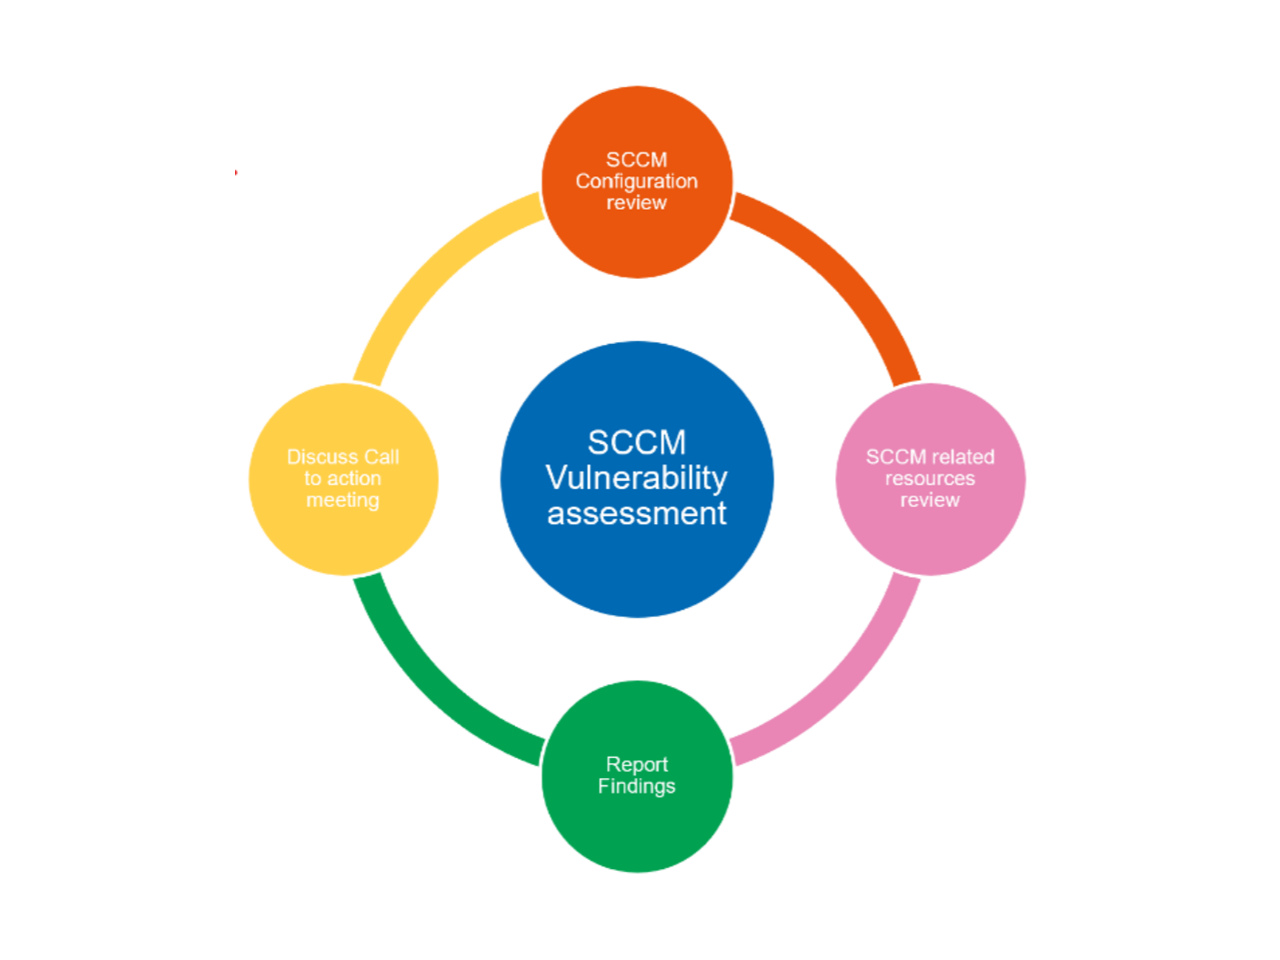 SCCM
Configuration
review
SCCM
Vulnerability
assessment
Discuss Call
to action
meeting
SCCM related
resources
review
Report
Findings